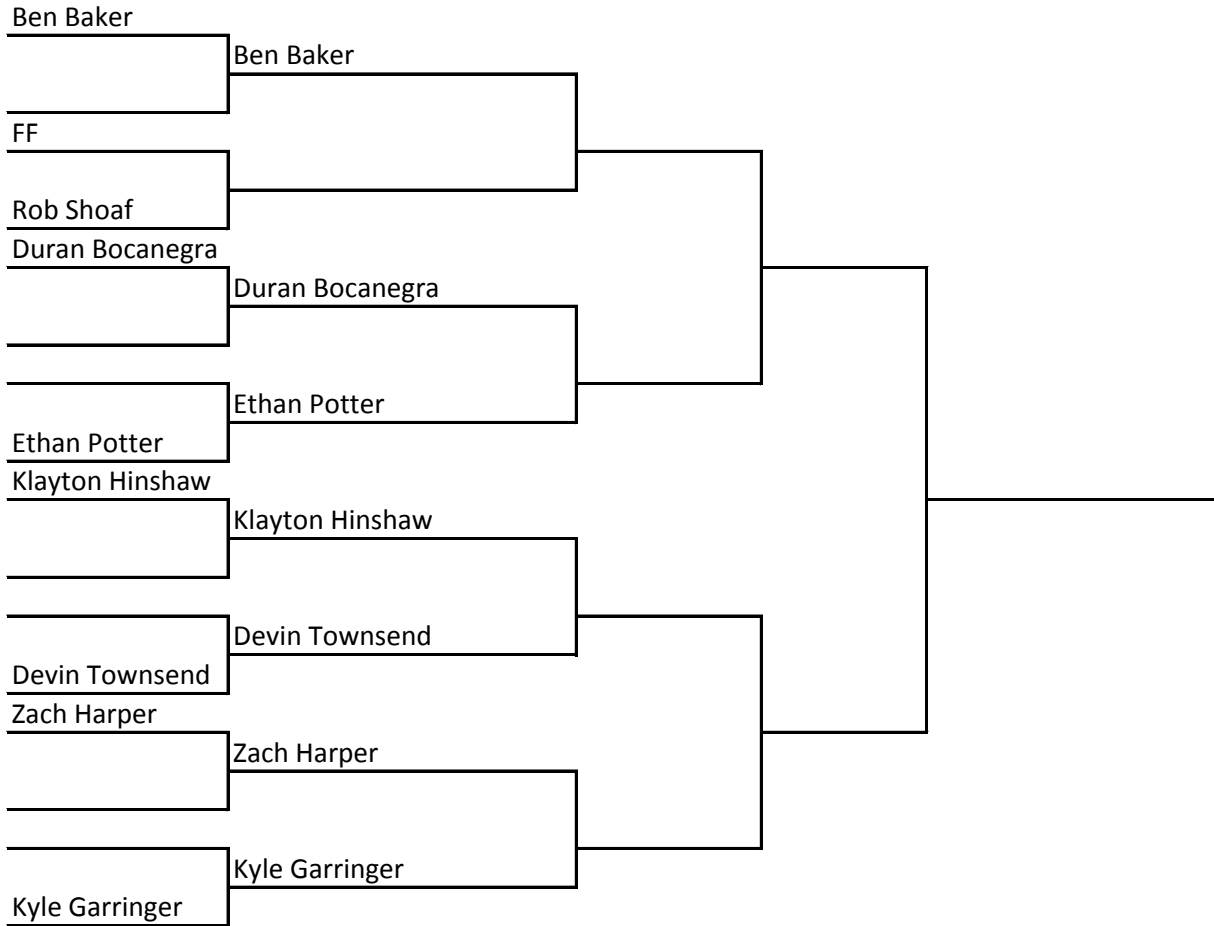 Ben Baker
Ben Baker
FF
Rob Shoaf
Duran Bocanegra
Duran Bocanegra
Ethan Potter
Ethan Potter
Klayton Hinshaw
Klayton Hinshaw
Devin Townsend
Devin Townsend
Zach Harper
Zach Harper
Kyle Garringer
Kyle Garringer